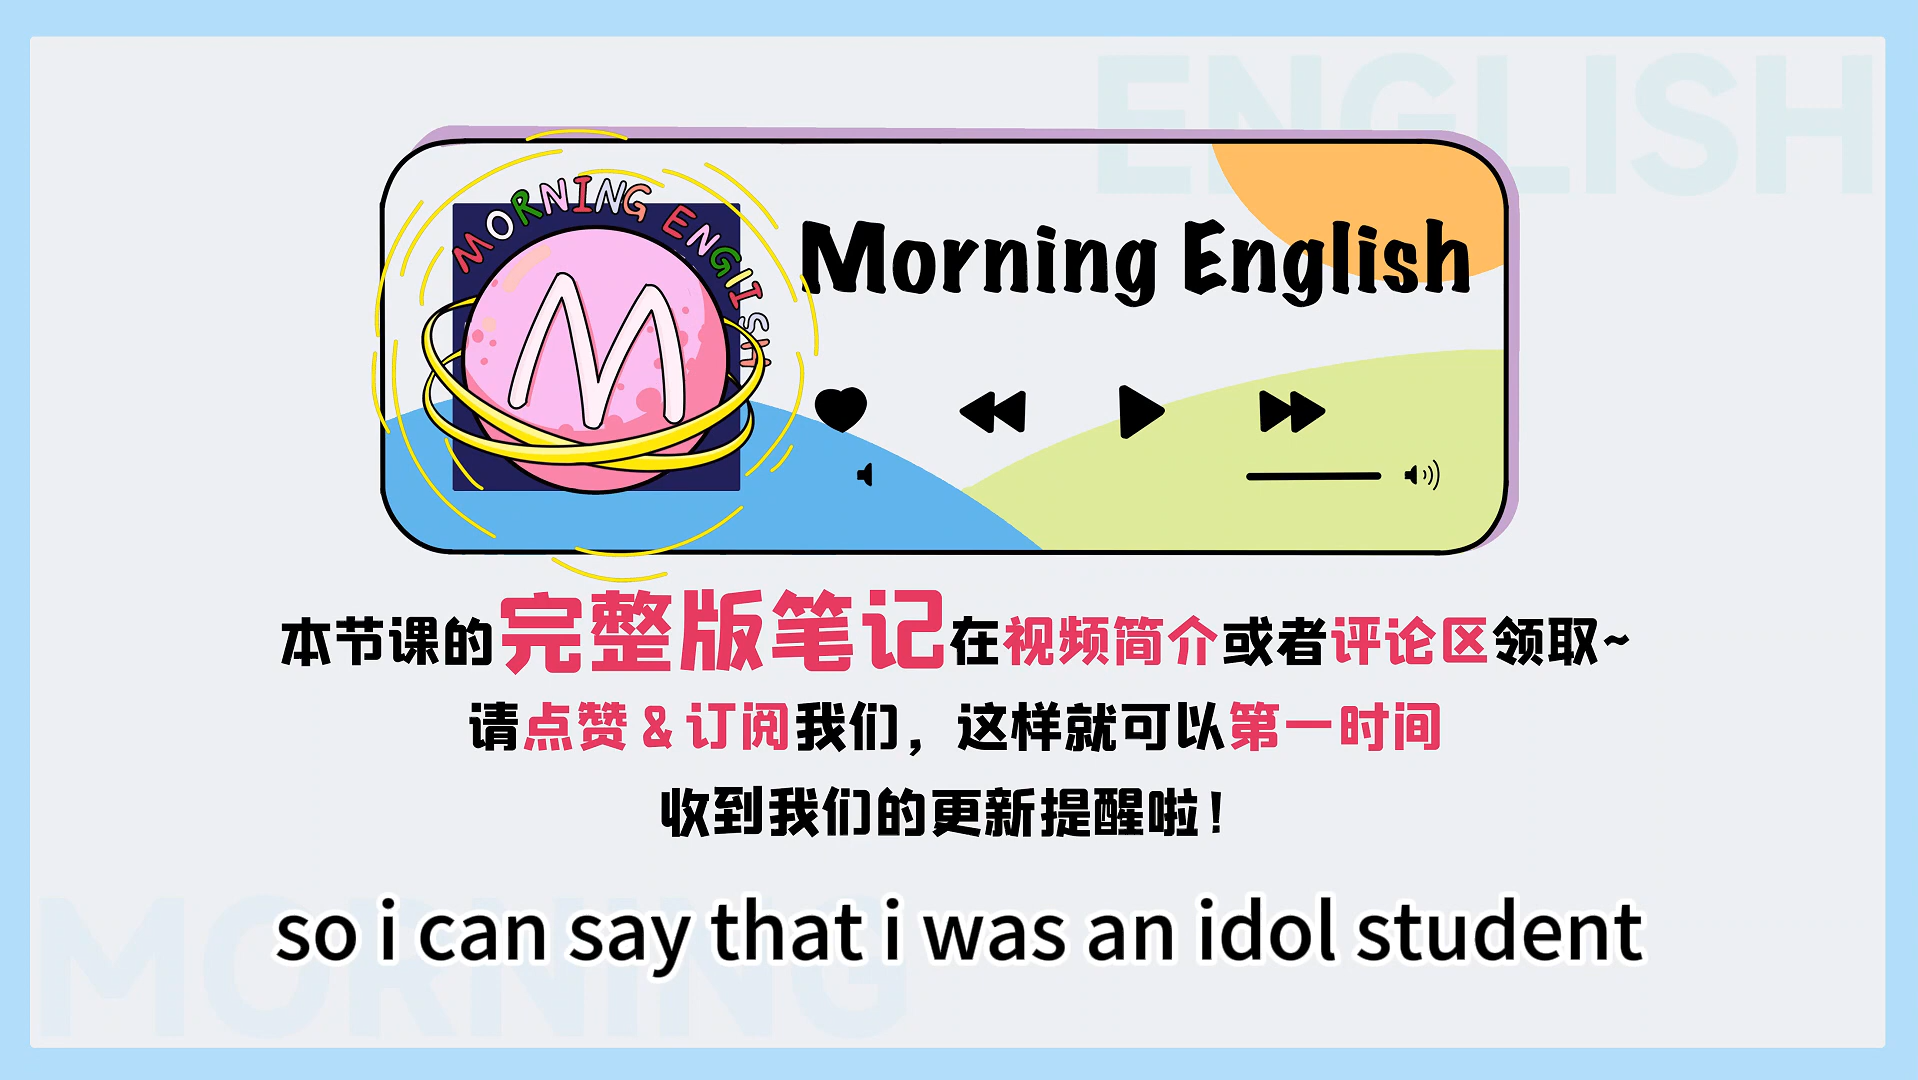 ENGLISH
MORNING ENGLISH
M
Morning English
本节课的完整版笔记在视频简介或者评论区领取~
请点赞&订阅我们，这样就可以第一时间
收到我们的更新提醒啦！
MORNING
so i can say that i was an idol student